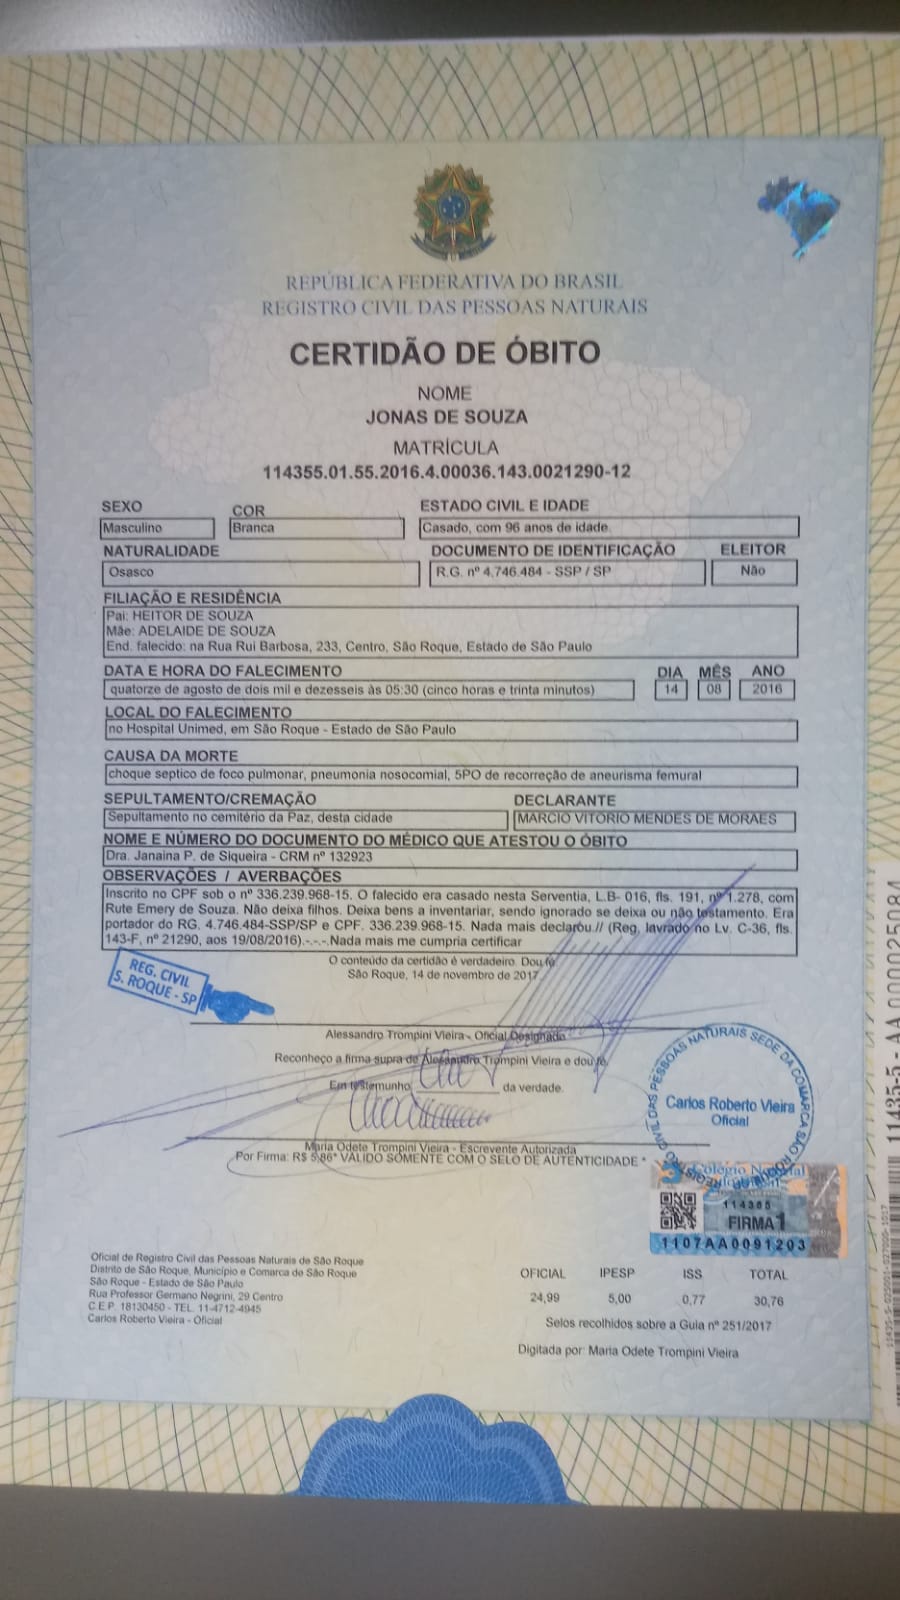 REPÚBLICA FEDERATIVA DO BRASIL
REGISTRO CIVIL DAS PESSOAS NATURAIS
CERTIDÃO DE ÓBITO
NOME
JONAS DE SOUZA
MATRÍCULA
114355.01.55.2016.4.00036.143.0021290-12
SEXO COR ESTADO CIVIL E IDADE
Masculino Branca Casado, com 96 anos de idade.
NATURALIDADE DOCUMENTO DE IDENTIFICAÇÃO ELEITOR
Osasco R.G. nº 4.746.484 - SSP / SP Não
FILIAÇÃO E RESIDÊNCIA
Pai: HEITOR DE SOUZA
Mãe: ADELAIDE DE SOUZA
End. falecido: na Rua Rui Barbosa, 233, Centro, São Roque, Estado de São Paulo
DATA E HORA DO FALECIMENTO DIA MÊS ANO
quatorze de agosto de dois mil e dezesseis às 05:30 (cinco horas e trinta minutos) 14 08 2016
LOCAL DO FALECIMENTO
no Hospital Unimed, em São Roque - Estado de São Paulo
CAUSA DA MORTE
choque septico de foco pulmonar, pneumonia nosocomial, 5PO de recorreção de aneurisma femural
SEPULTAMENTO/CREMAÇÃO DECLARANTE
Sepultamento no cemitério da Paz, desta cidade MARCIO VITORIO MENDES DE MORAES
NOME E NÚMERO DO DOCUMENTO DO MÉDICO QUE ATESTOU O ÓBITO
Dra. Janaina P. de Siqueira - CRM nº 132923
OBSERVAÇÕES / AVERBAÇÕES
Inscrito no CPF sob o nº 336.239.968-15. O falecido era casado nesta Serventia, L.B- 016, fls. 191, nº 1.278, com
Rute Emery de Souza. Não deixa filhos. Deixa bens a inventariar, sendo ignorado se deixa ou não testamento. Era
portador do RG. 4.746.484-SSP/SP e CPF. 336.239.968-15. Nada mais declarou.// (Reg. lavrado no Lv. C-36, fls.
143-F, nº 21290, aos 19/08/2016).-.-.-.Nada mais me cumpria certificar
O conteúdo da certidão é verdadeiro. Dou fé.
São Roque, 14 de novembro de 2017
REG. CIVIL
S. ROQUE - SP
Alessandro Trompini Vieira - Oficial Designado
Reconheço a firma supra de Alessandro Trompini Vieira e dou fé.
Em testemunho da verdade.
Maria Odete Trompini Vieira - Escrevente Autorizada
Por Firma: R$ 5,86* VÁLIDO SOMENTE COM O SELO DE AUTENTICIDADE *
REGISTRO CIVIL DAS PESSOAS NATURAIS SEDE DA COMARCA SÃO ROQUE
Carlos Roberto Vieira
Oficial
FIRMA 1
1107AA0091203
Oficial de Registro Civil das Pessoas Naturais de São Roque
Distrito de São Roque, Município e Comarca de São Roque
São Roque - Estado de São Paulo
Rua Professor Germano Negrini, 29 Centro
C.E.P. 18130450 - TEL. 11-4712-4945
Carlos Roberto Vieira - Oficial
OFICIAL IPESP ISS TOTAL
24,99 5,00 0,77 30,76
Selos recolhidos sobre a Guia nº 251/2017
Digitada por: Maria Odete Trompini Vieira
11435-5 - AA 000025084